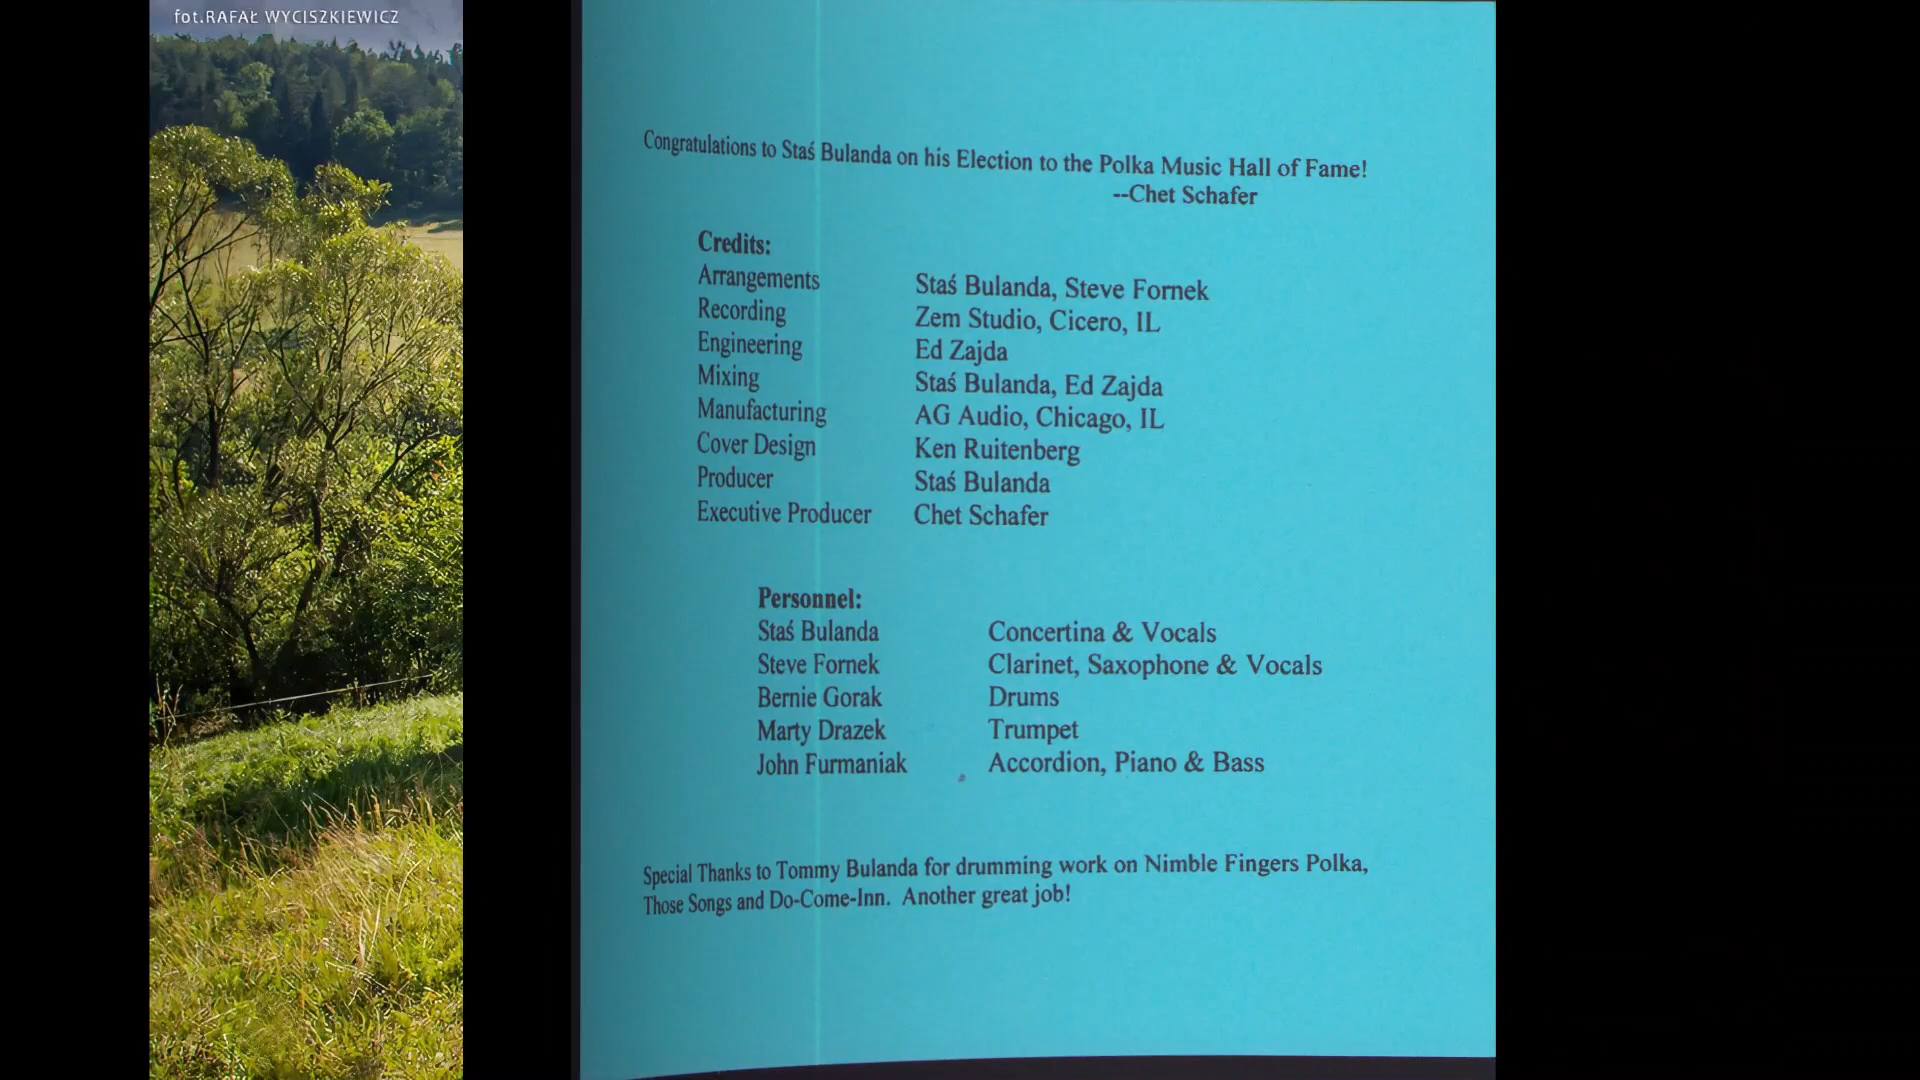 fot.RAFAŁ WYCISZKIEWICZ
Congratulations to Staś Bulanda on his Election to the Polka Music Hall of Fame!
--Chet Schafer
Credits:
Arrangements Staś Bulanda, Steve Fornek
Recording Zem Studio, Cicero, IL
Engineering Ed Zajda
Mixing Staś Bulanda, Ed Zajda
Manufacturing AG Audio, Chicago, IL
Cover Design Ken Ruitenberg
Producer Staś Bulanda
Executive Producer Chet Schafer
Personnel:
Staś Bulanda Concertina & Vocals
Steve Fornek Clarinet, Saxophone & Vocals
Bernie Gorak Drums
Marty Drazek Trumpet
John Furmaniak Accordion, Piano & Bass
Special Thanks to Tommy Bulanda for drumming work on Nimble Fingers Polka,
Those Songs and Do-Come-Inn. Another great job!